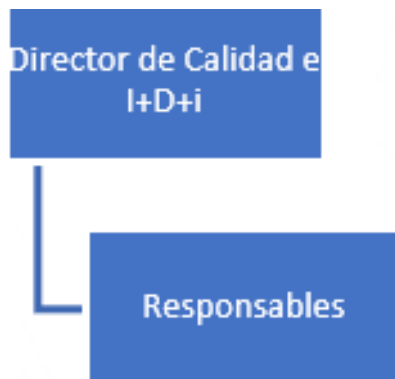 Director de Calidad e
I+D+i
Responsables